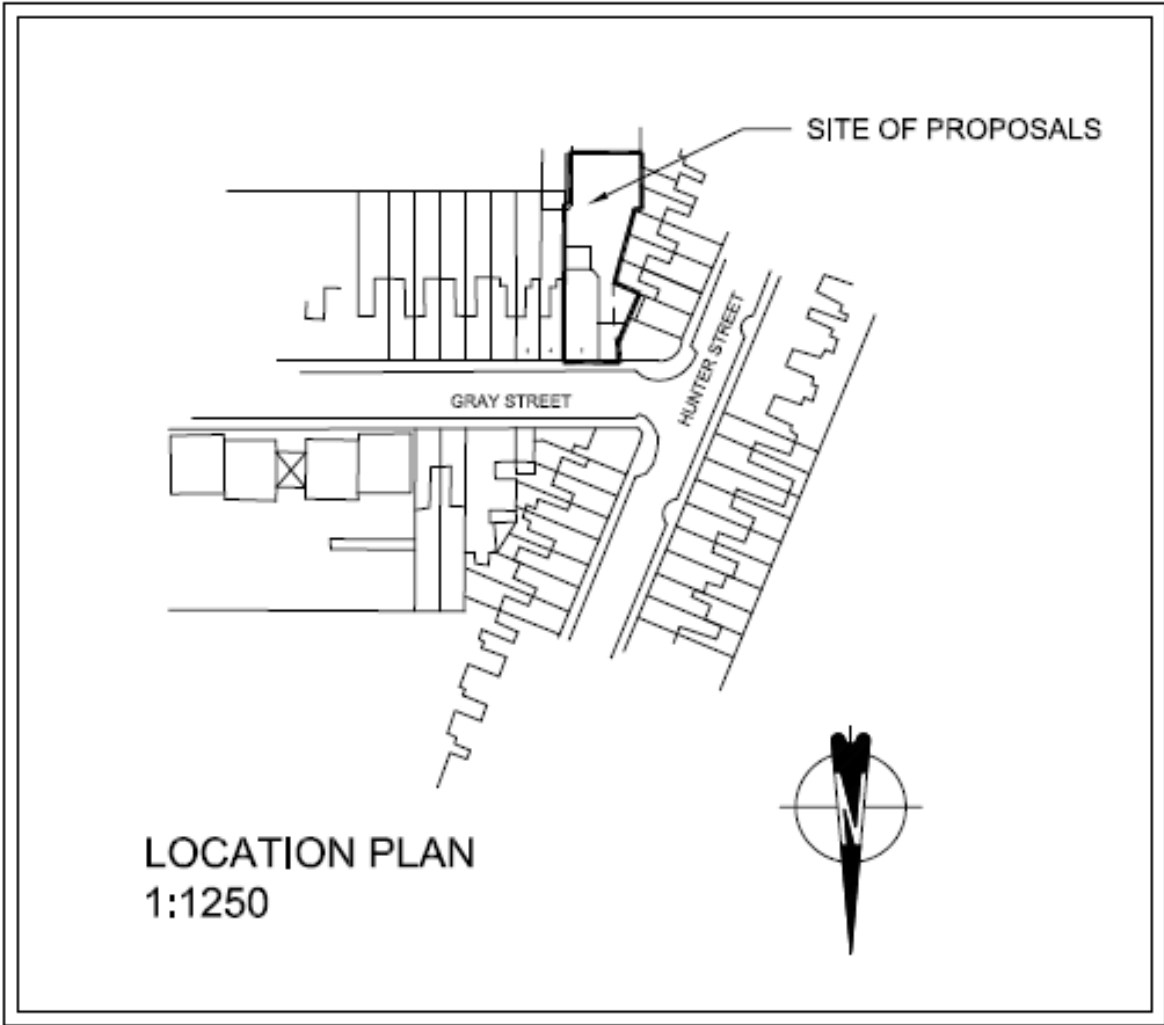 SITE OF PROPOSALS
HUNTER STREET
GRAY STREET
N
LOCATION PLAN
1:1250